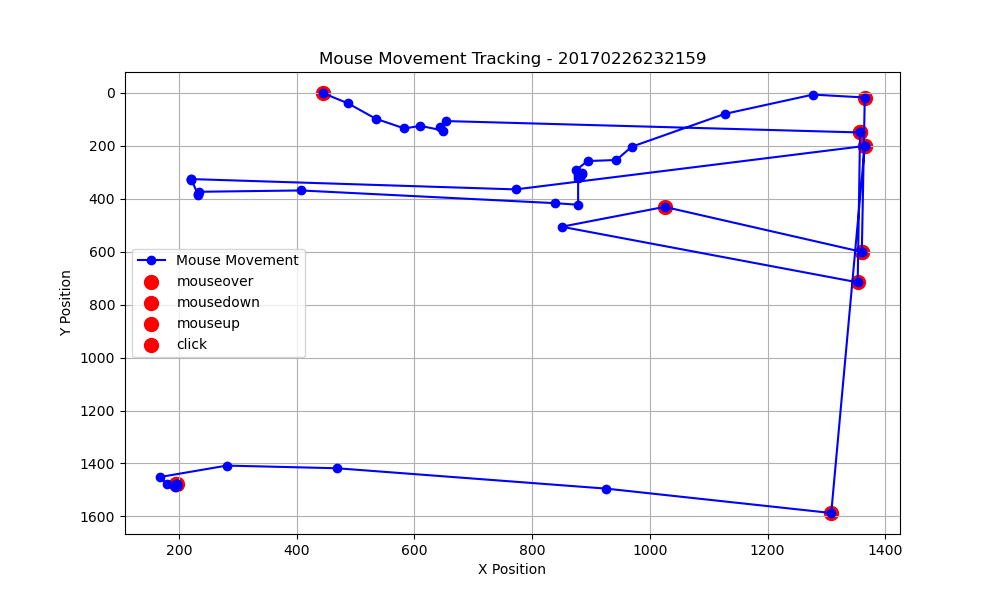 Mouse Movement Tracking - 20170226232159
Y Position
0
200
400
600
800
1000
1200
1400
1600
Mouse Movement
mouseover
mousedown
mouseup
click
200
400
600
800
1000
1200
1400
X Position